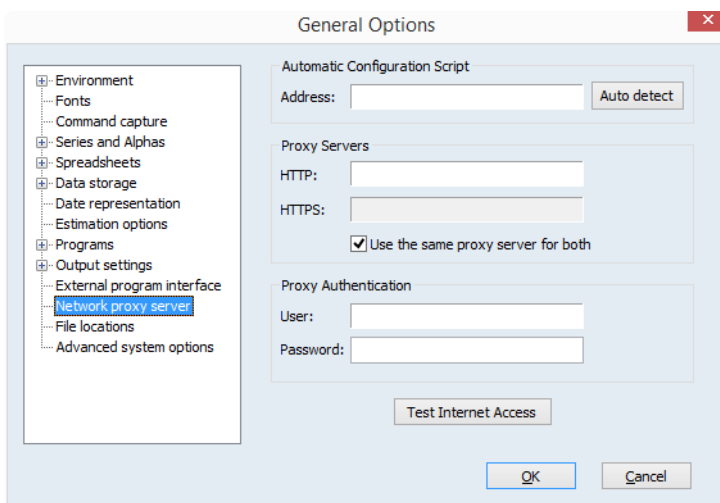 General Options
Environment
Fonts
Command capture
Series and Alphas
Spreadsheets
Data storage
Date representation
Estimation options
Programs
Output settings
External program interface
Network proxy server
File locations
Advanced system options
Automatic Configuration Script
Address:
Auto detect
Proxy Servers
HTTP:
HTTPS:
Use the same proxy server for both
Proxy Authentication
User:
Password:
Test Internet Access
OK
Cancel